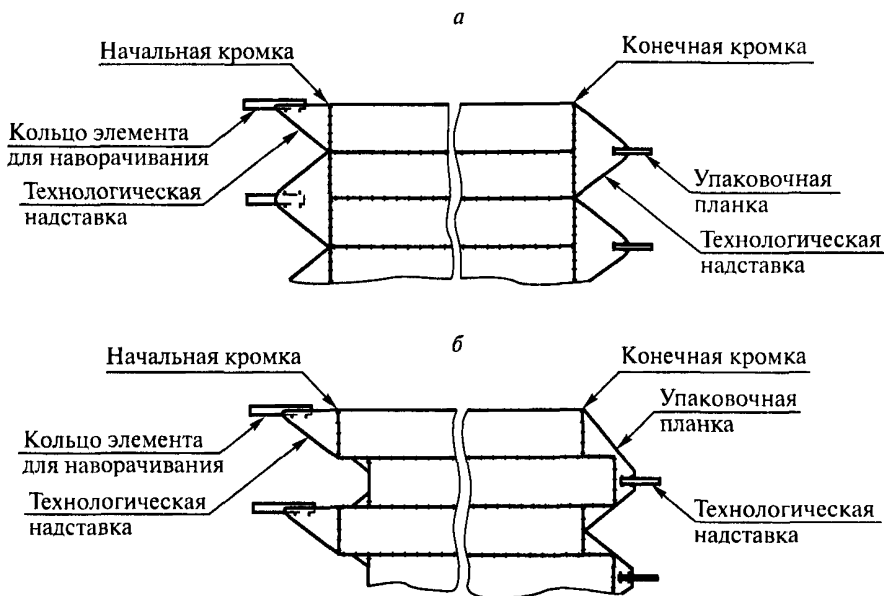 а
Начальная кромка
Конечная кромка
Кольцо элемента
для наворачивания
Технологическая
надставка
Упаковочная
планка
Технологическая
надставка
б
Начальная кромка
Конечная кромка
Упаковочная
планка
Кольцо элемента
для наворачивания
Технологическая
надставка
Технологическая
надставка